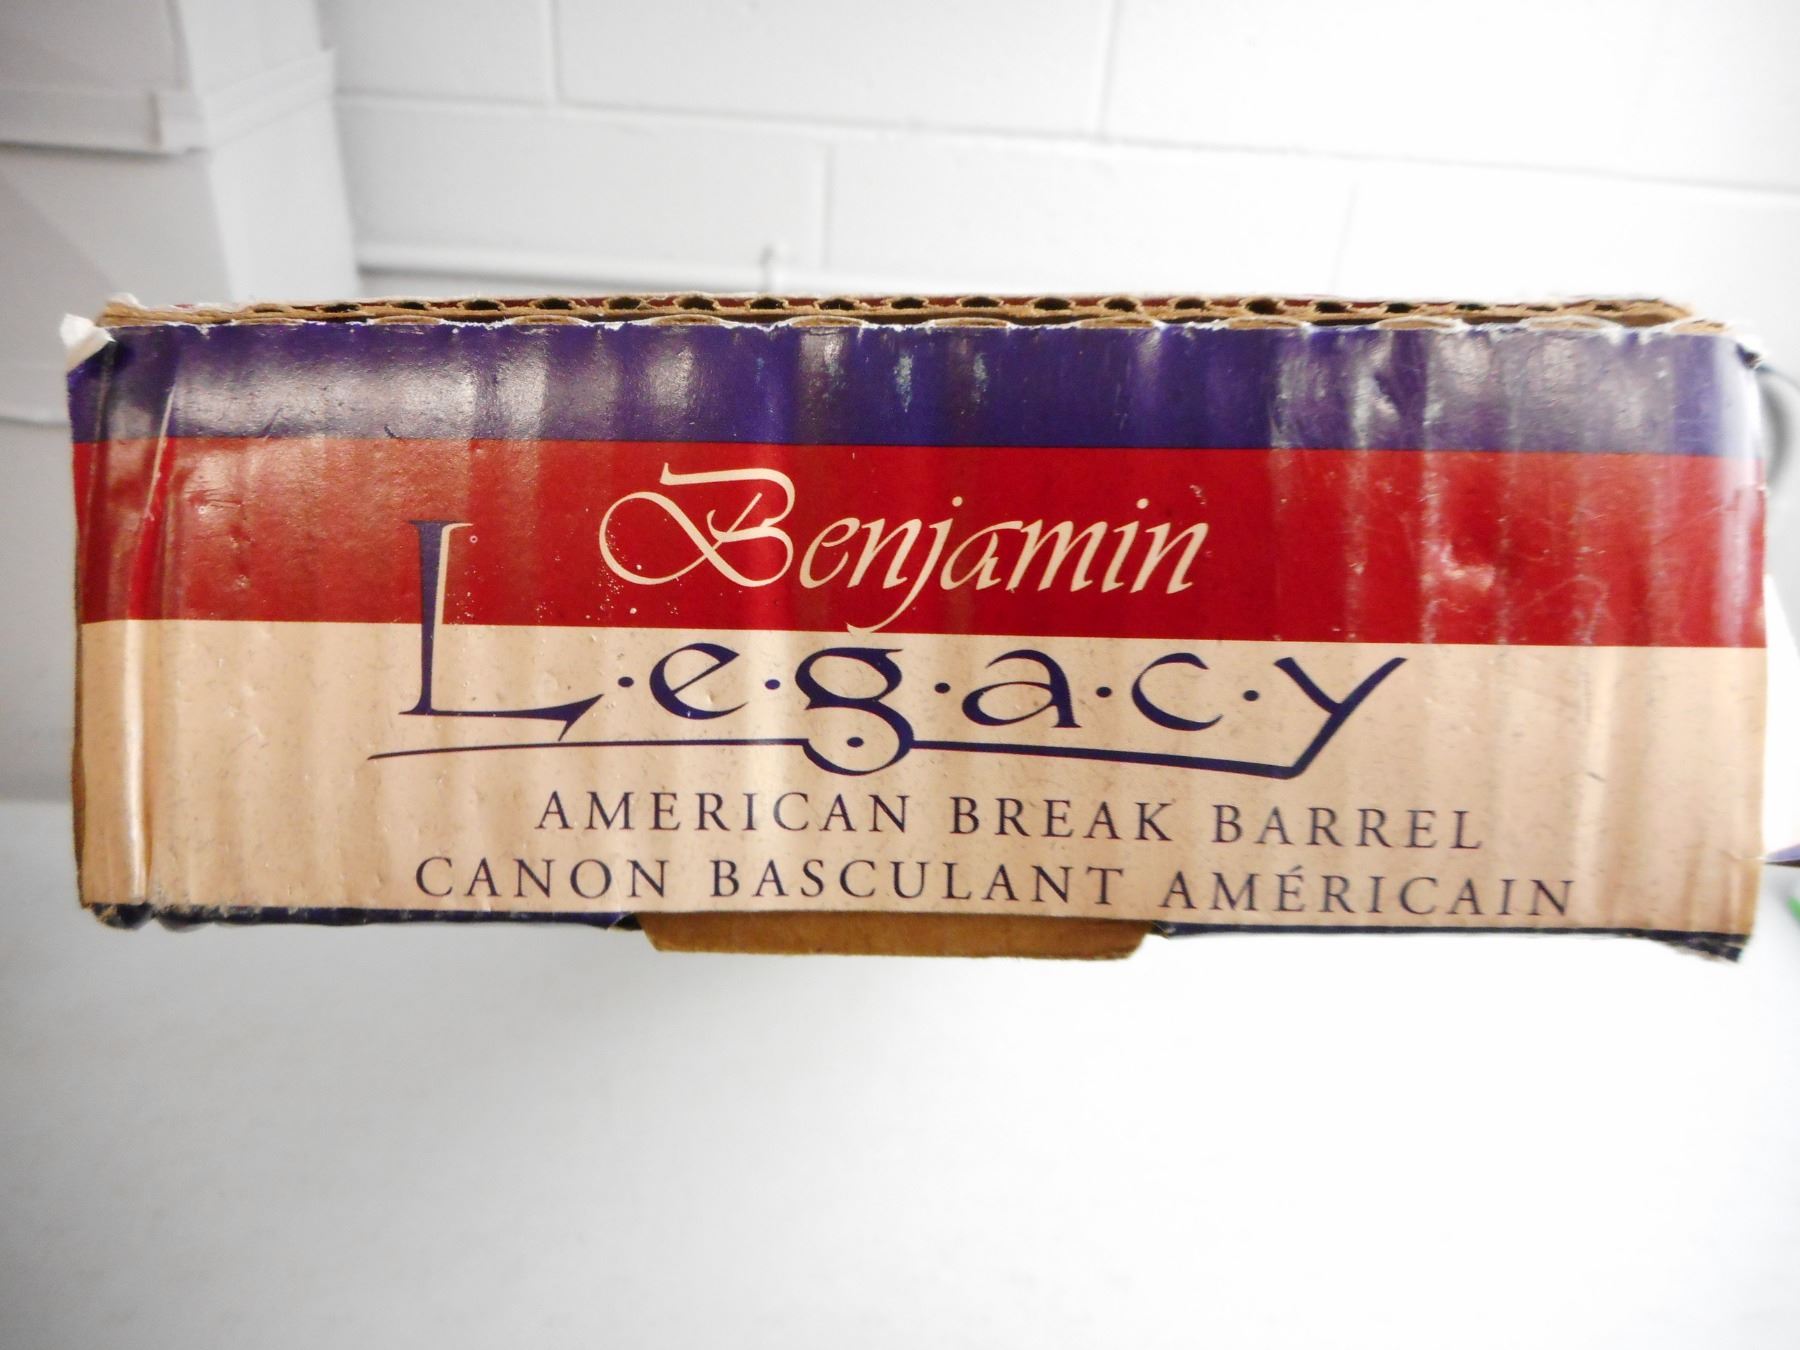 Benjamin
L·e·g·a·c·y
AMERICAN BREAK BARREL
CANON BASCULANT AMÉRICAIN